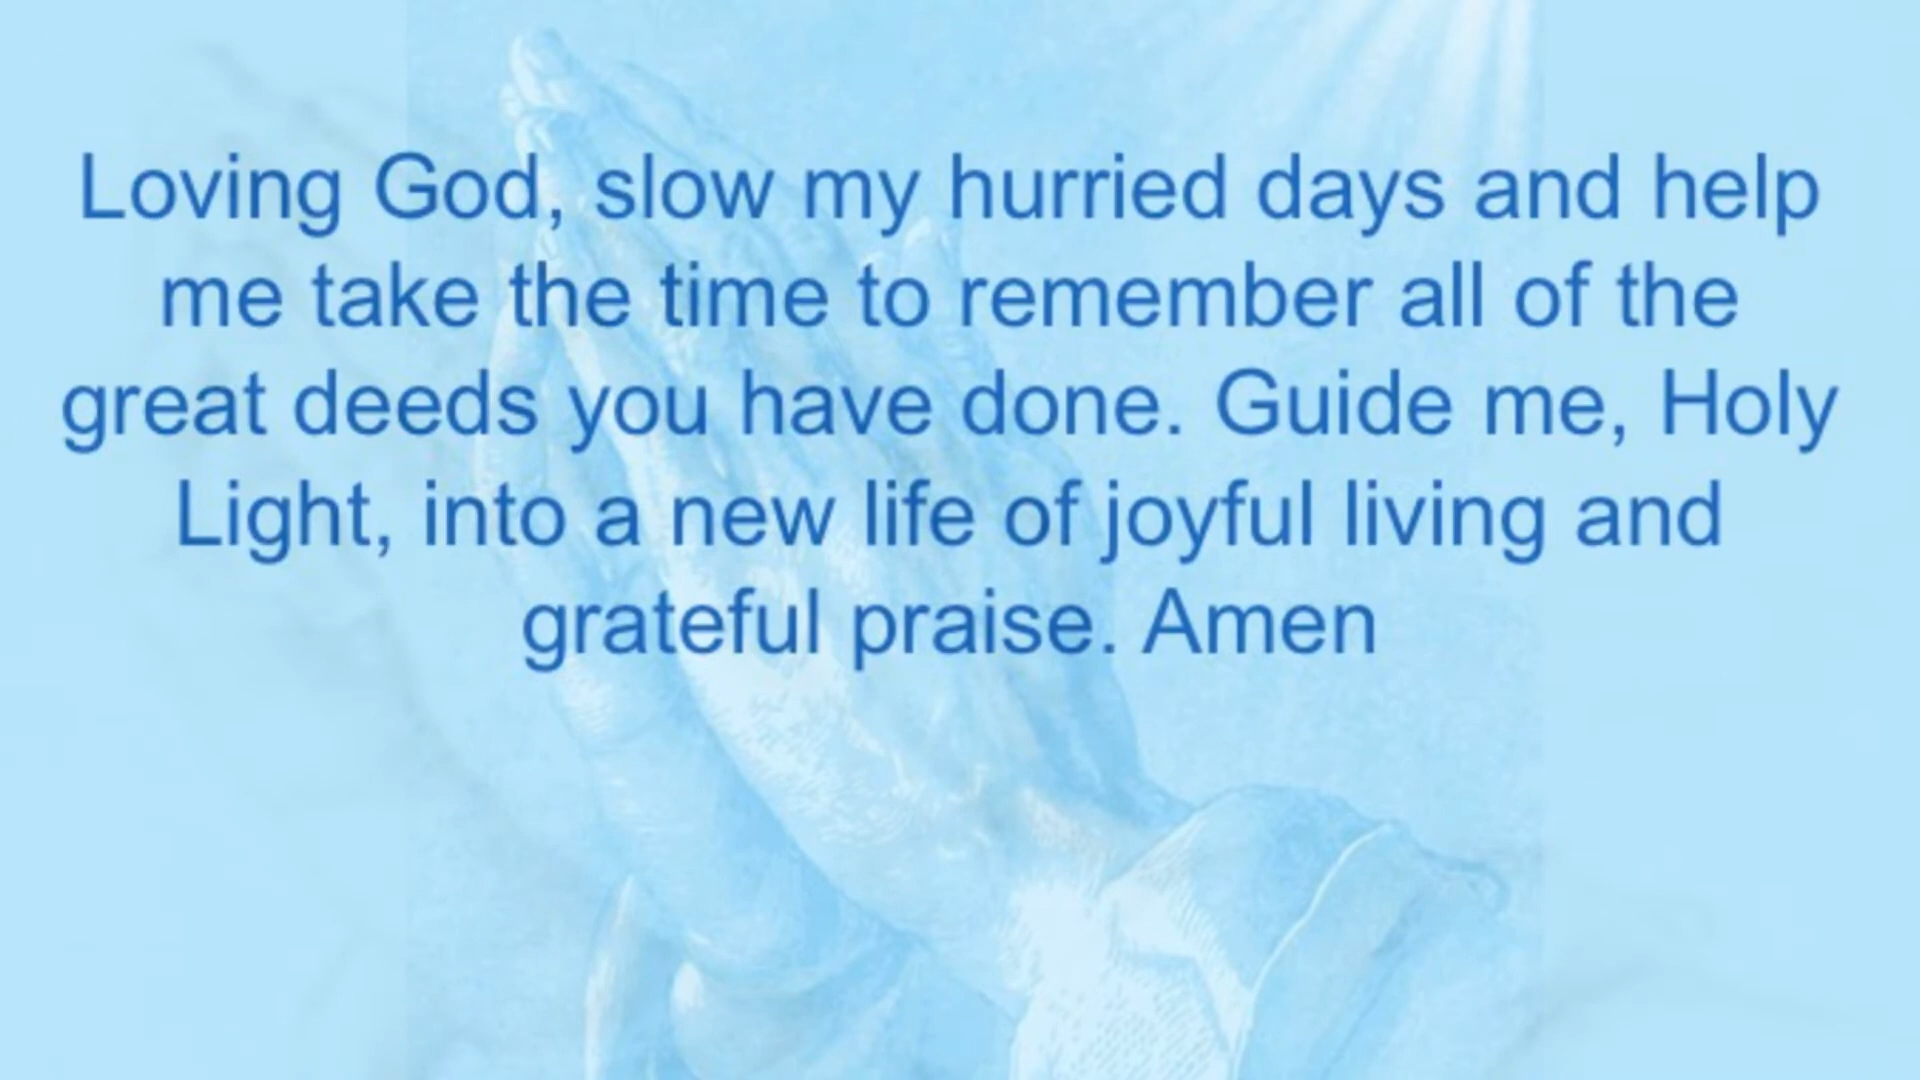 Loving God, slow my hurried days and help
me take the time to remember all of the
great deeds you have done. Guide me, Holy
Light, into a new life of joyful living and
grateful praise. Amen